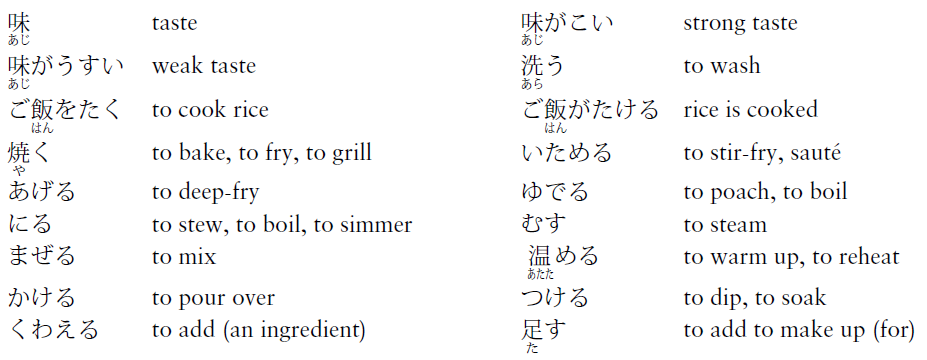 味 taste 味がこい strong taste
あじ あじ
味がうすい weak taste 洗う to wash
あじ あら
ご飯をたく to cook rice ご飯がたける rice is cooked
はん はん
焼く to bake, to fry, to grill いためる to stir-fry, sauté
や
あげる to deep-fry ゆでる to poach, to boil
にる to stew, to boil, to simmer むす to steam
まぜる to mix 温める to warm up, to reheat
あたた
かける to pour over つける to dip, to soak
くわえる to add (an ingredient) 足す to add to make up (for)
た